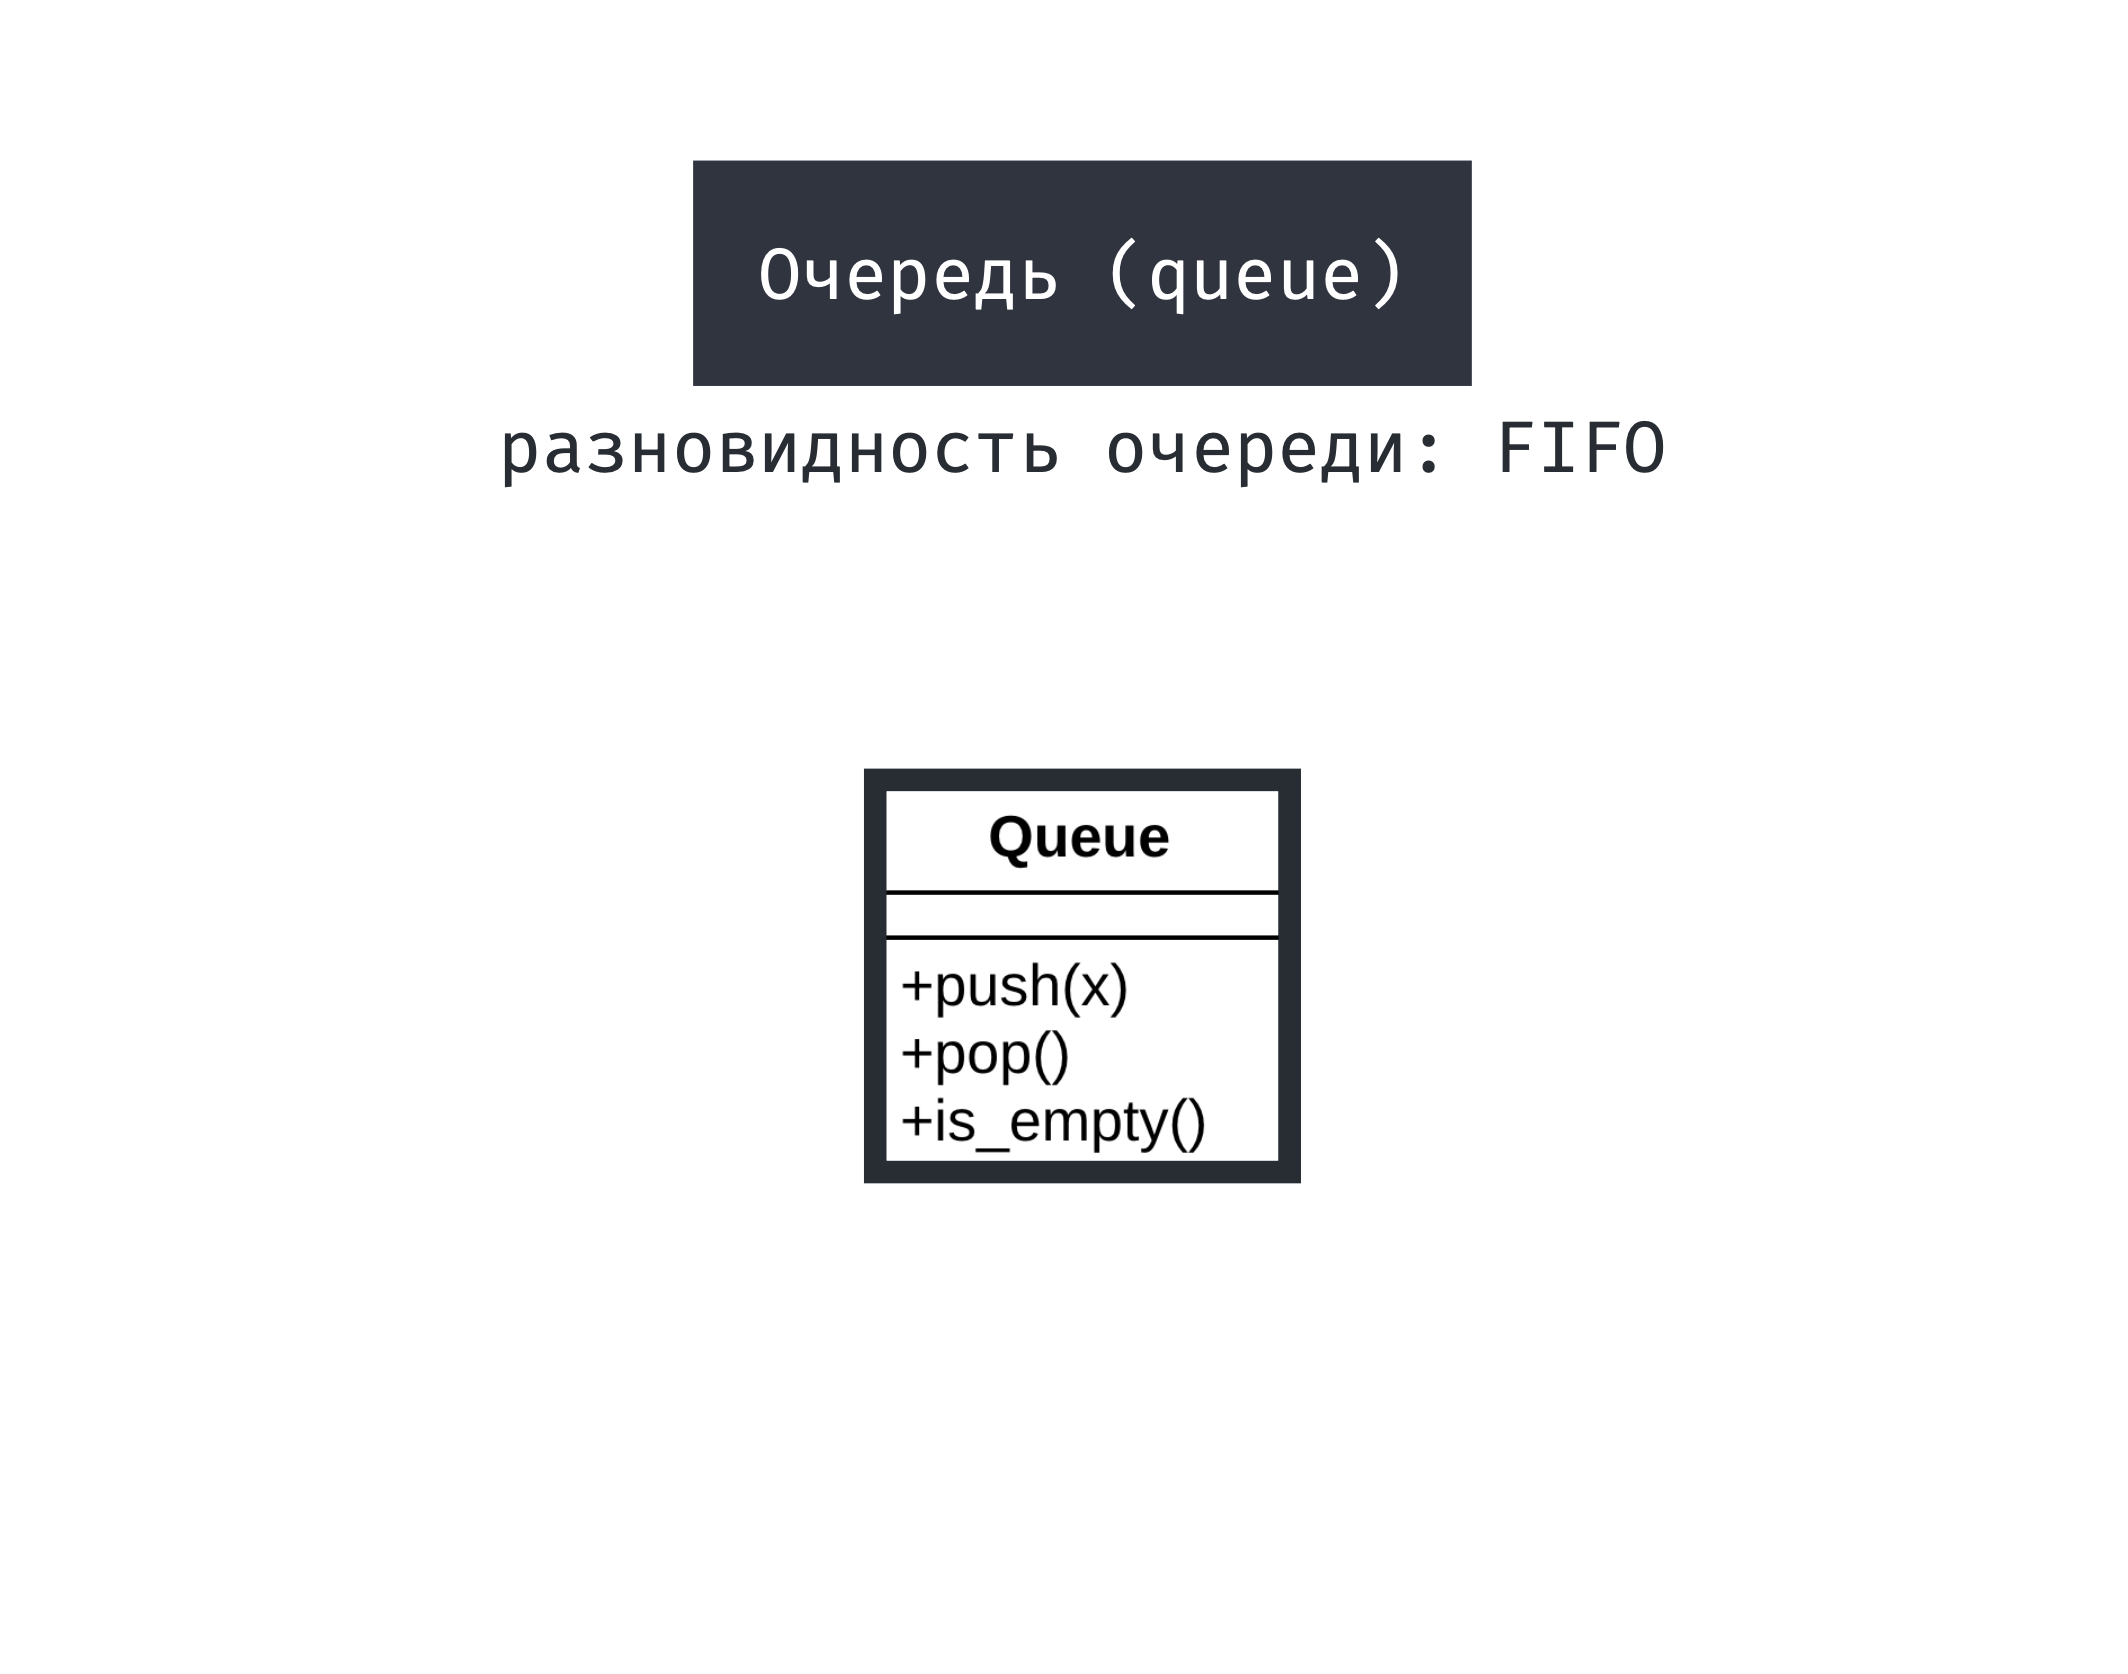 Очередь (queue)
разновидность очереди: FIFO
Queue
+push(x)
+pop()
+is_empty()